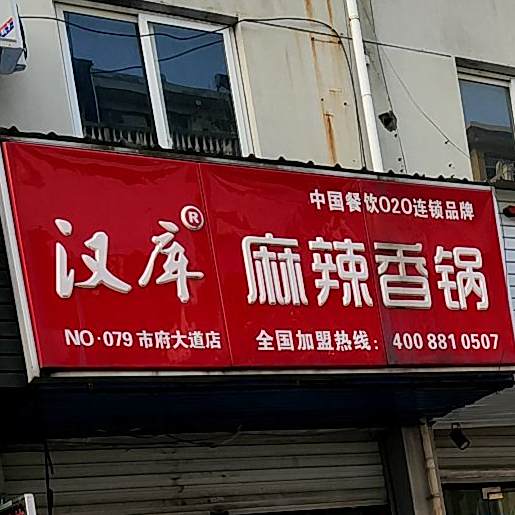 中国餐饮O2O连锁品牌
汉库® 麻辣香锅
NO·079 市府大道店
全国加盟热线：400 881 0507